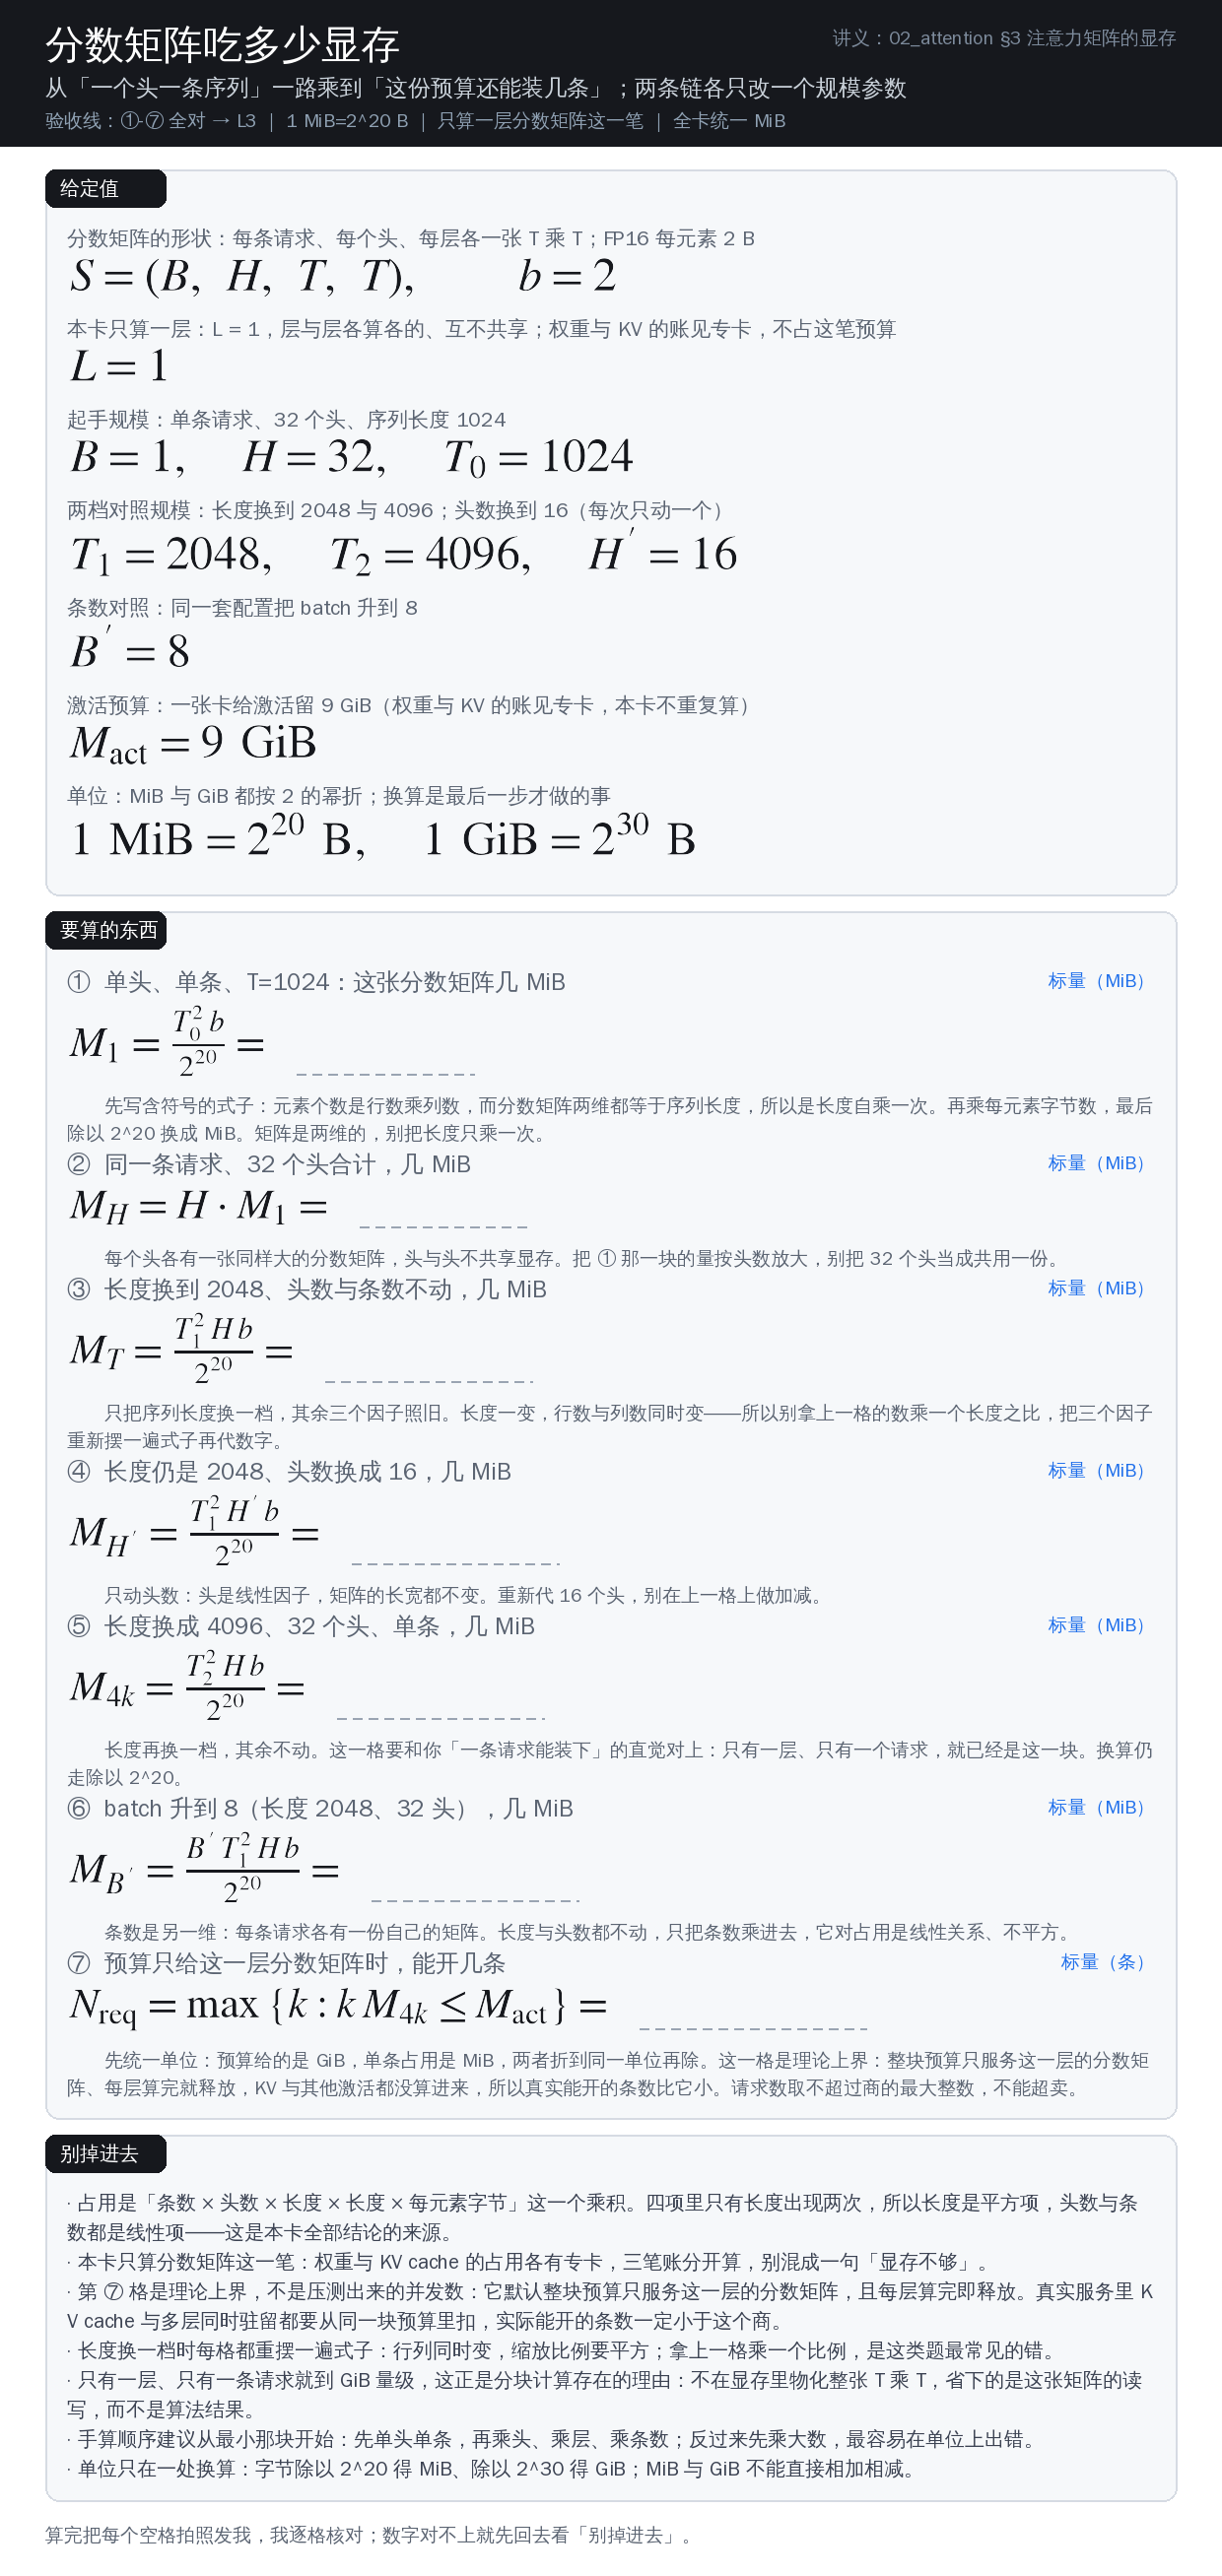 分数矩阵吃多少显存
讲义：02_attention §3 注意力矩阵的显存
从「一个头一条序列」一路乘到「这份预算还能装几条」；两条链各只改一个规模参数
验收线：①-⑦ 全对 → L3 ｜ 1 MiB=2^20 B ｜ 只算一层分数矩阵这一笔 ｜ 全卡统一 MiB
给定值
分数矩阵的形状：每条请求、每个头、每层各一张 T 乘 T；FP16 每元素 2 B
S = (B, H, T, T), b = 2
本卡只算一层：L = 1，层与层各算各的、互不共享；权重与 KV 的账见专卡，不占这笔预算
L = 1
起手规模：单条请求、32 个头、序列长度 1024
B = 1, H = 32, T₀ = 1024
两档对照规模：长度换到 2048 与 4096；头数换到 16（每次只动一个）
T₁ = 2048, T₂ = 4096, H′ = 16
条数对照：同一套配置把 batch 升到 8
B′ = 8
激活预算：一张卡给激活留 9 GiB（权重与 KV 的账见专卡，本卡不重复算）
M_act = 9 GiB
单位：MiB 与 GiB 都按 2 的幂折；换算是最后一步才做的事
1 MiB = 2²⁰ B, 1 GiB = 2³⁰ B
要算的东西
① 单头、单条、T=1024：这张分数矩阵几 MiB 标量（MiB）
M₁ = T₀² b / 2²⁰ =
先写含符号的式子：元素个数是行数乘列数，而分数矩阵两维都等于序列长度，所以是长度自乘一次。再乘每元素字节数，最后
除以 2^20 换成 MiB。矩阵是两维的，别把长度只乘一次。
② 同一条请求、32 个头合计，几 MiB 标量（MiB）
M_H = H · M₁ =
每个头各有一张同样大的分数矩阵，头与头不共享显存。把 ① 那一块的量按头数放大，别把 32 个头当成共用一份。
③ 长度换到 2048、头数与条数不动，几 MiB 标量（MiB）
M_T = T₁² H b / 2²⁰ =
只把序列长度换一档，其余三个因子照旧。长度一变，行数与列数同时变——所以别拿上一格的数乘一个长度之比，把三个因子
重新摆一遍式子再代数字。
④ 长度仍是 2048、头数换成 16，几 MiB 标量（MiB）
M_H′ = T₁² H′ b / 2²⁰ =
只动头数：头是线性因子，矩阵的长宽都不变。重新代 16 个头，别在上一格上做加减。
⑤ 长度换成 4096、32 个头、单条，几 MiB 标量（MiB）
M_4k = T₂² H b / 2²⁰ =
长度再换一档，其余不动。这一格要和你「一条请求能装下」的直觉对上：只有一层、只有一个请求，就已经是这一块。换算仍
走除以 2^20。
⑥ batch 升到 8（长度 2048、32 头），几 MiB 标量（MiB）
M_B′ = B′ T₁² H b / 2²⁰ =
条数是另一维：每条请求各有一份自己的矩阵。长度与头数都不动，只把条数乘进去，它对占用是线性关系、不平方。
⑦ 预算只给这一层分数矩阵时，能开几条 标量（条）
N_req = max {k : k M_4k ≤ M_act} =
先统一单位：预算给的是 GiB，单条占用是 MiB，两者折到同一单位再除。这一格是理论上界：整块预算只服务这一层的分数矩
阵、每层算完就释放，KV 与其他激活都没算进来，所以真实能开的条数比它小。请求数取不超过商的最大整数，不能超卖。
别掉进去
· 占用是「条数 × 头数 × 长度 × 长度 × 每元素字节」这一个乘积。四项里只有长度出现两次，所以长度是平方项，头数与条
数都是线性项——这是本卡全部结论的来源。
· 本卡只算分数矩阵这一笔：权重与 KV cache 的占用各有专卡，三笔账分开算，别混成一句「显存不够」。
· 第 ⑦ 格是理论上界，不是压测出来的并发数：它默认整块预算只服务这一层的分数矩阵，且每层算完即释放。真实服务里 K
V cache 与多层同时驻留都要从同一块预算里扣，实际能开的条数一定小于这个商。
· 长度换一档时每格都重摆一遍式子：行列同时变，缩放比例要平方；拿上一格乘一个比例，是这类题最常见的错。
· 只有一层、只有一条请求就到 GiB 量级，这正是分块计算存在的理由：不在显存里物化整张 T 乘 T，省下的是这张矩阵的读
写，而不是算法结果。
· 手算顺序建议从最小那块开始：先单头单条，再乘头、乘层、乘条数；反过来先乘大数，最容易在单位上出错。
· 单位只在一处换算：字节除以 2^20 得 MiB、除以 2^30 得 GiB；MiB 与 GiB 不能直接相加相减。
算完把每个空格拍照发我，我逐格核对；数字对不上就先回去看「别掉进去」。